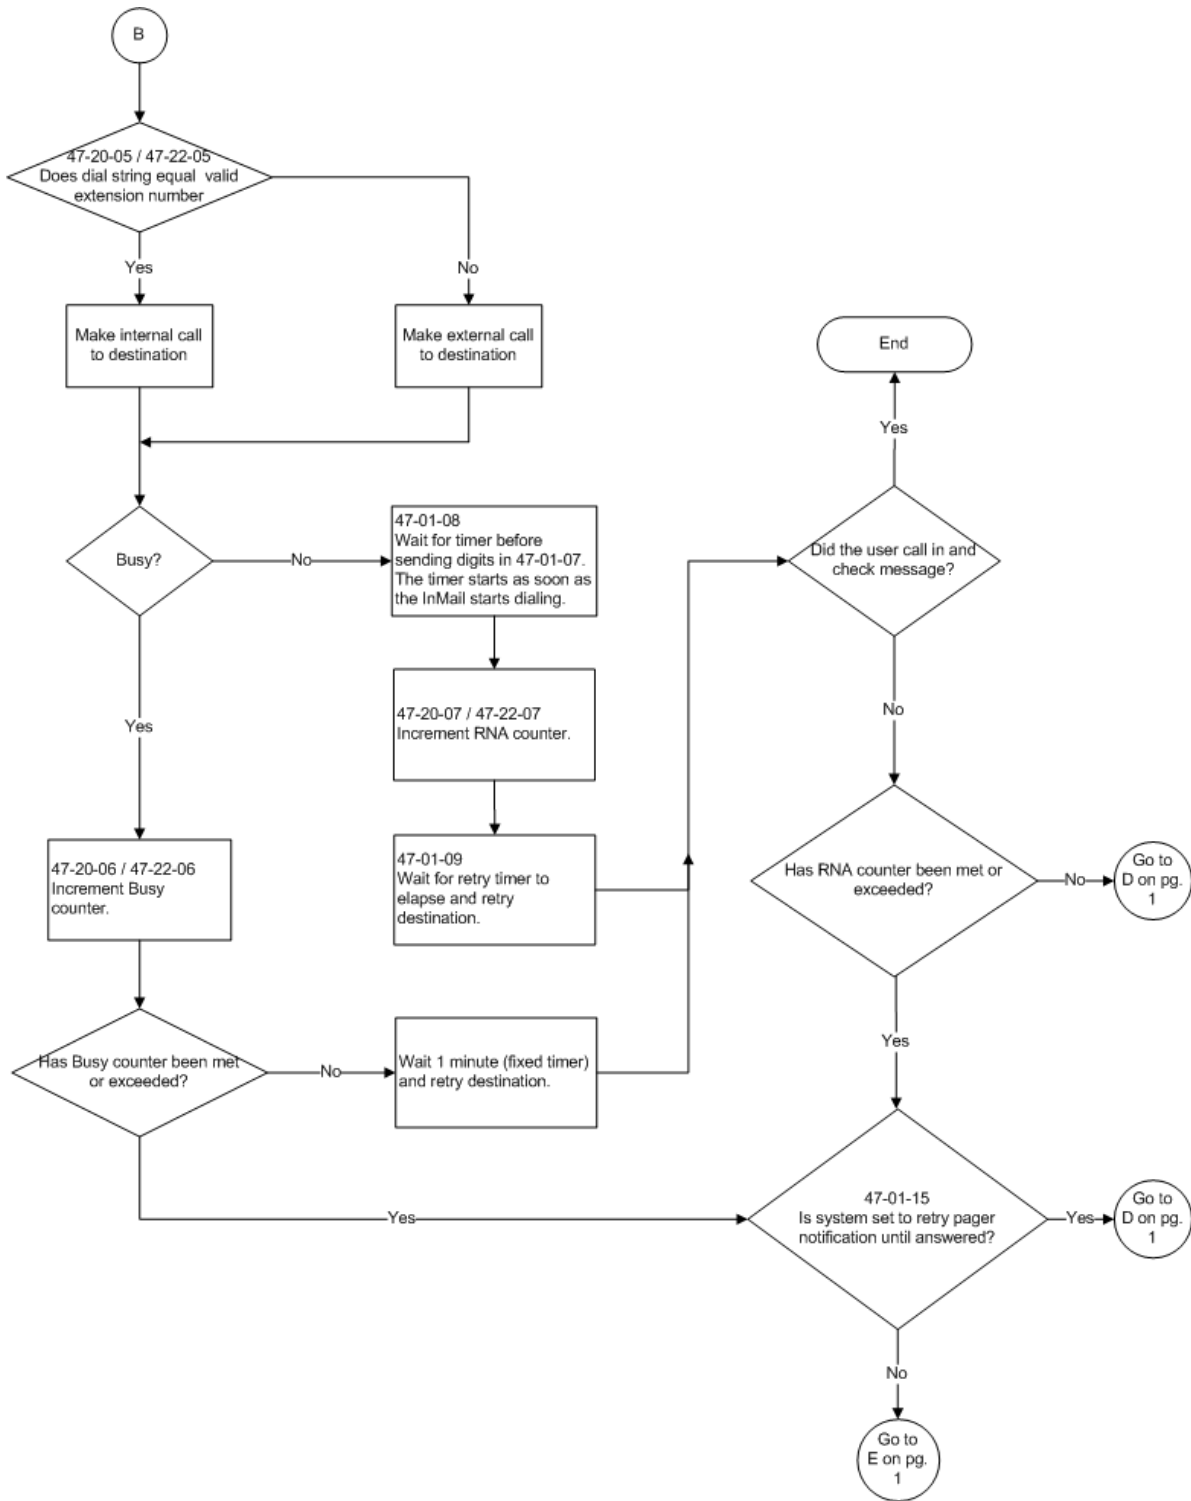 B
47-20-05 / 47-22-05
Does dial string equal valid
extension number
Yes
No
Make internal call
to destination
Make external call
to destination
End
Yes
Busy?
No
47-01-08
Wait for timer before
sending digits in 47-01-07.
The timer starts as soon as
the InMail starts dialing.
Did the user call in and
check message?
Yes
47-20-07 / 47-22-07
Increment RNA counter.
No
47-20-06 / 47-22-06
Increment Busy
counter.
47-01-09
Wait for retry timer to
elapse and retry
destination.
Has RNA counter been met or
exceeded?
No
Go to
D on pg.
1
Has Busy counter been met
or exceeded?
No
Wait 1 minute (fixed timer)
and retry destination.
Yes
Yes
47-01-15
Is system set to retry pager
notification until answered?
Yes
Go to
D on pg.
1
No
Go to
E on pg.
1